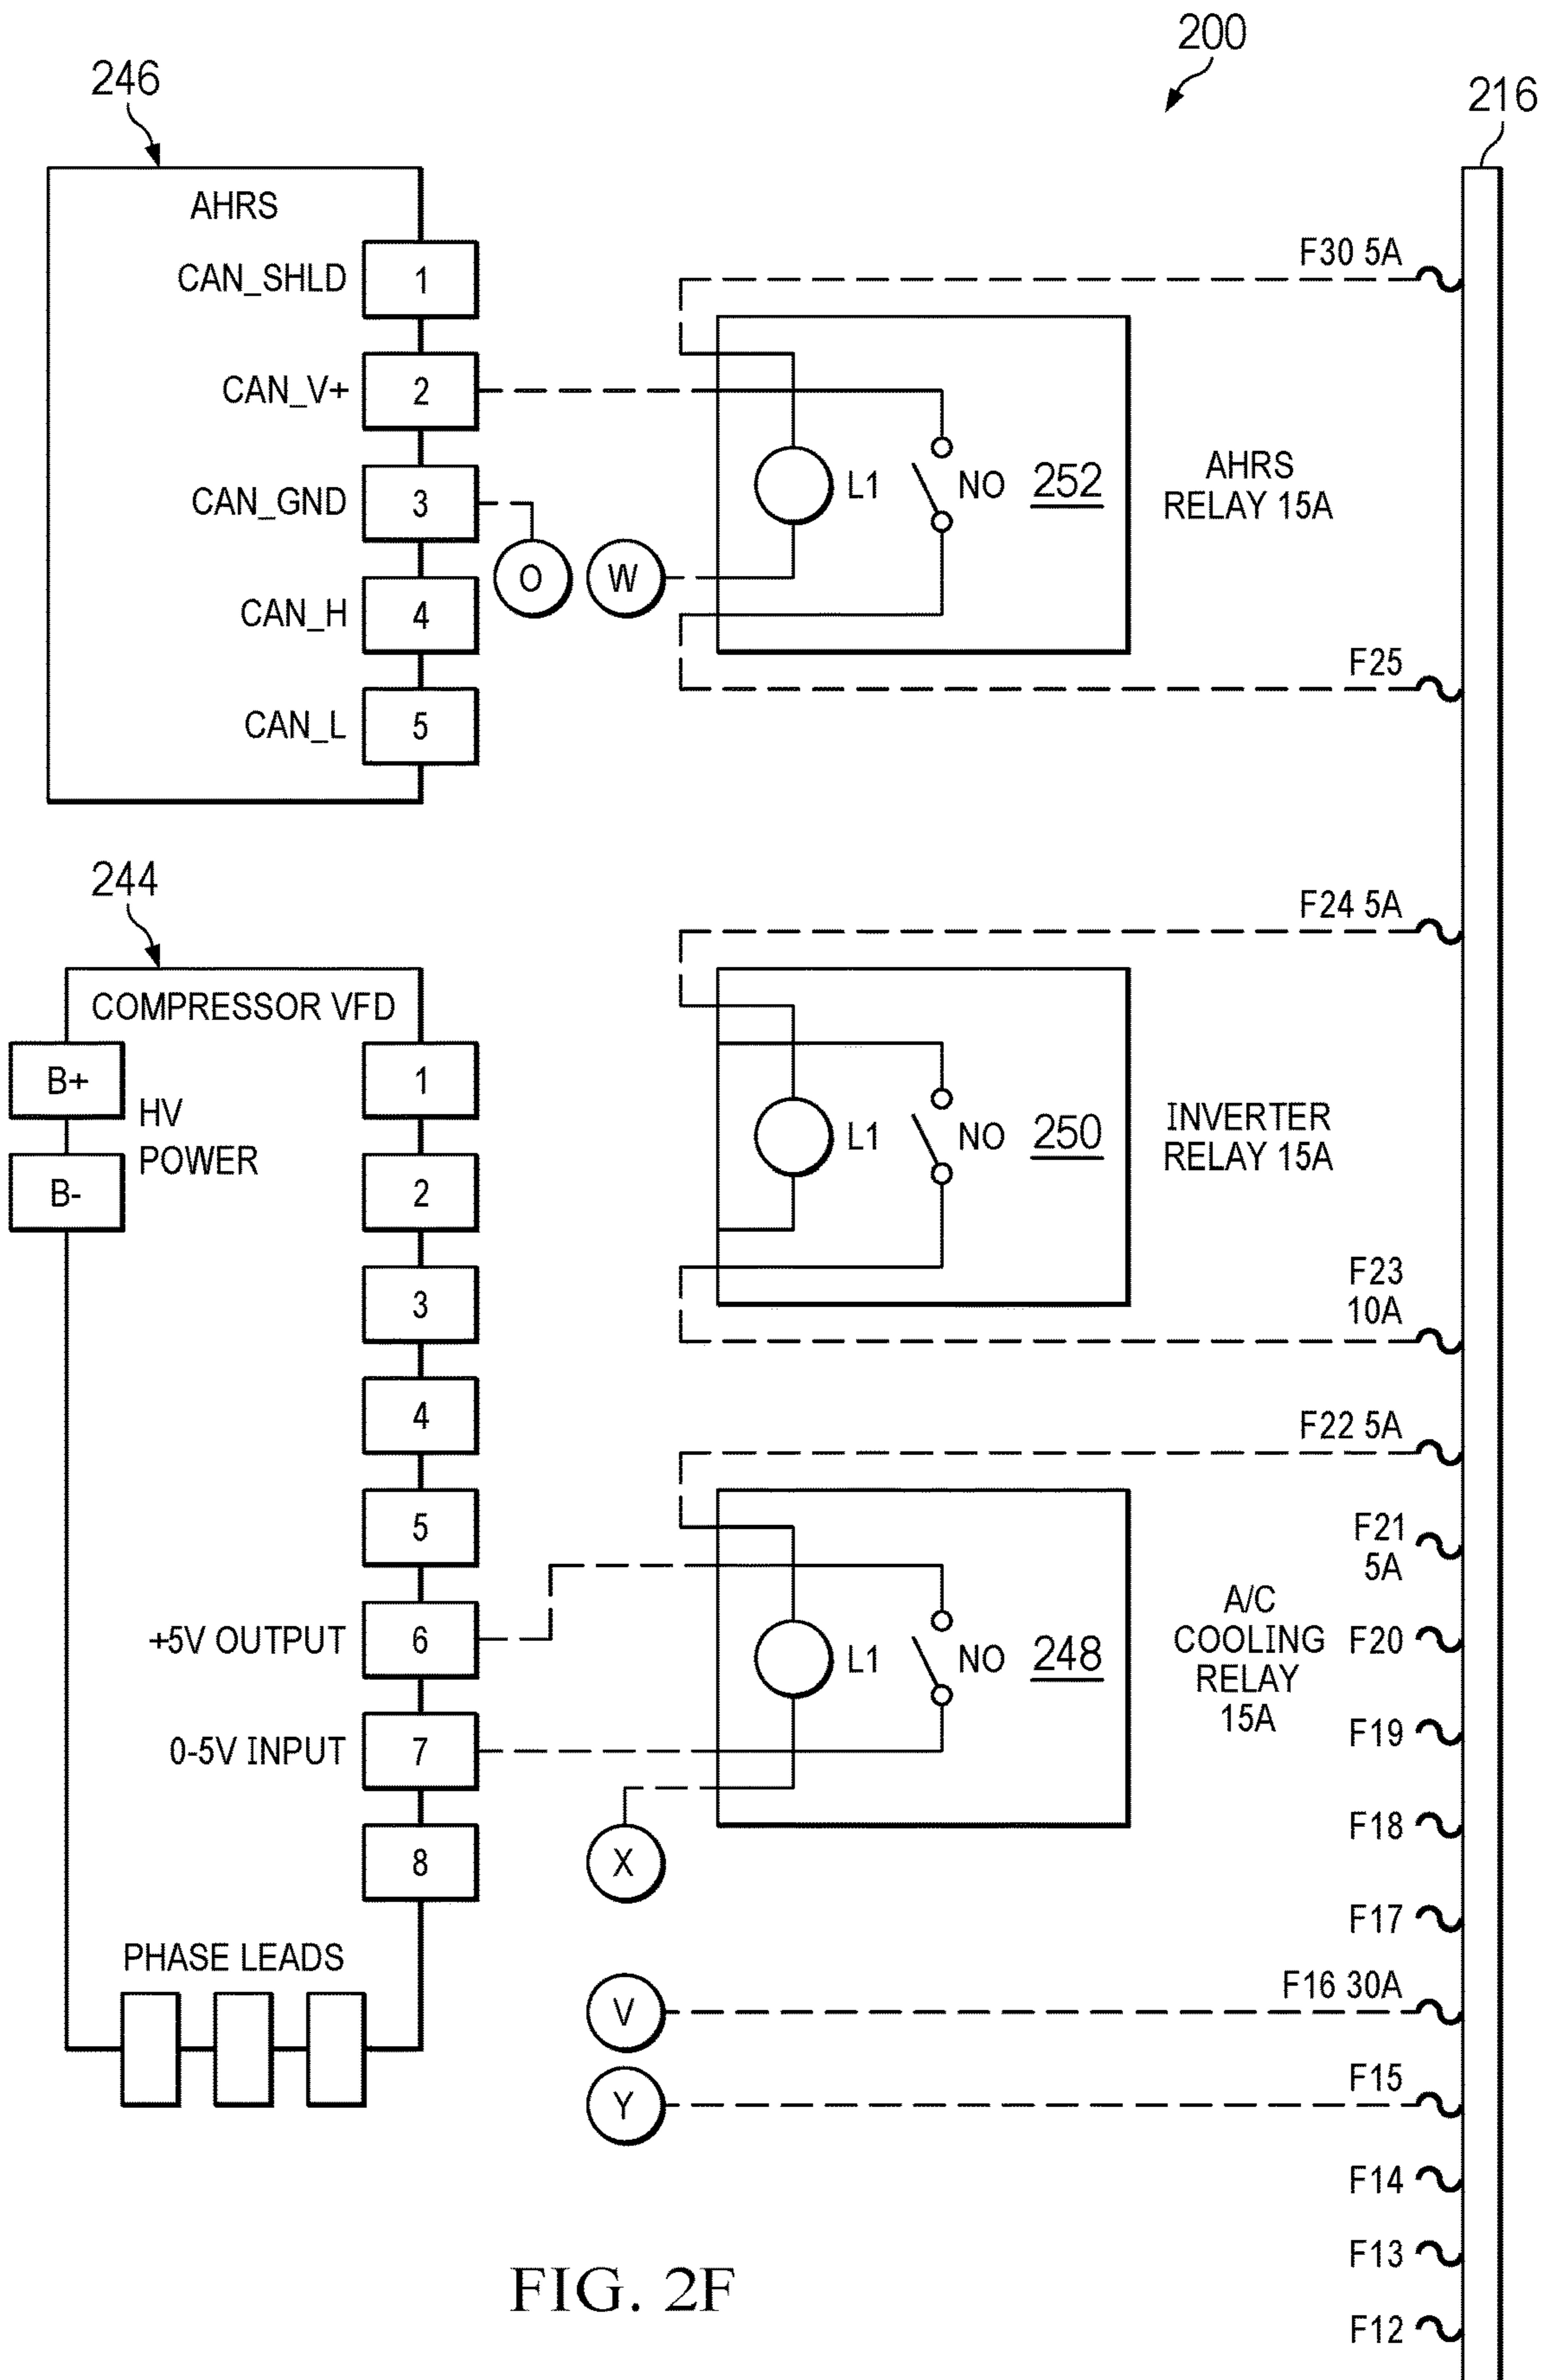 200
246
216
AHRS
CAN_SHLD 1
CAN_V+ 2
CAN_GND 3
CAN_H 4
CAN_L 5
O
W
L1
NO
252
AHRS
RELAY 15A
F30 5A
F25
244
COMPRESSOR VFD
B+
B-
HV
POWER
1
2
3
4
5
+5V OUTPUT 6
0-5V INPUT 7
8
PHASE LEADS
F24 5A
L1
NO
250
INVERTER
RELAY 15A
F23
10A
F22 5A
L1
NO
248
A/C
COOLING
RELAY
15A
X
F21
5A
F20
F19
F18
F17
V
F16 30A
Y
F15
F14
F13
F12
FIG. 2F